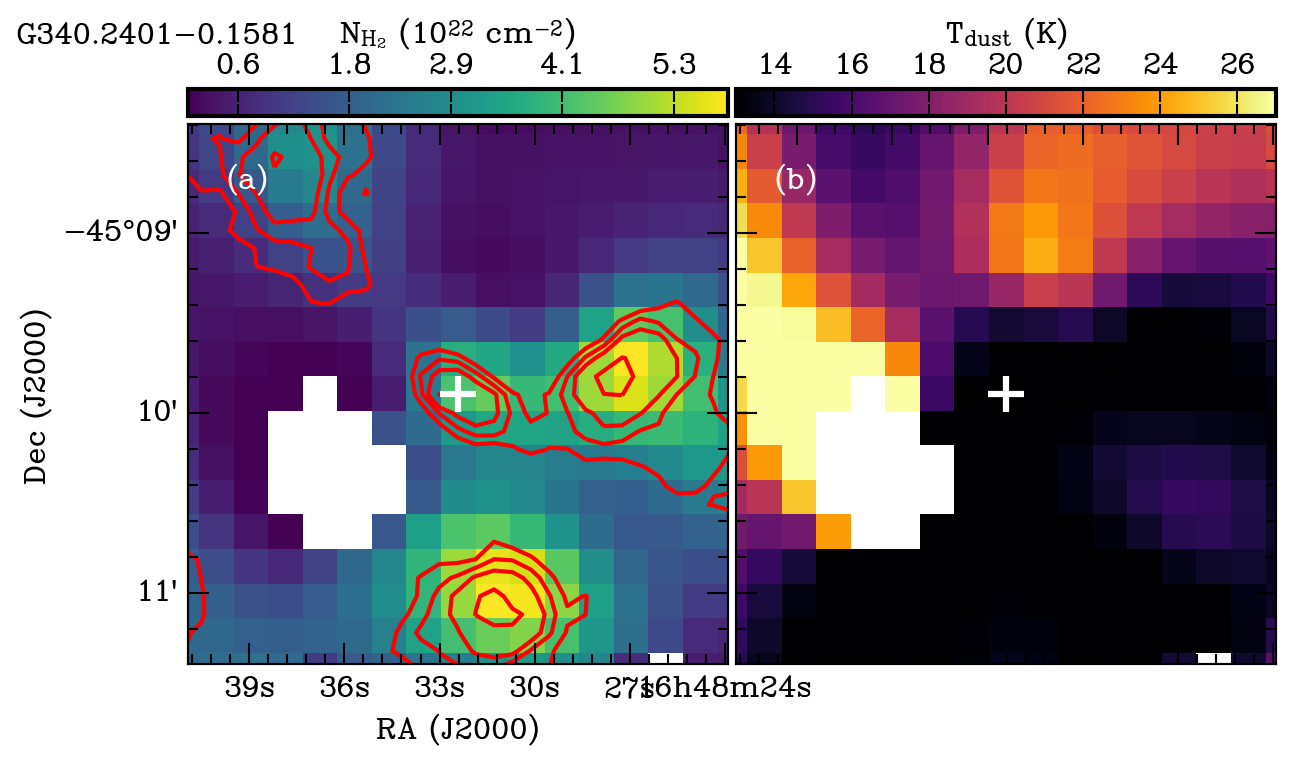 G340.2401−0.1581 N_H₂ (10²² cm⁻²) T_dust (K)
0.6 1.8 2.9 4.1 5.3 14 16 18 20 22 24 26
(a) (b)
−45°09'
10'
11'
Dec (J2000)
39s 36s 33s 30s 27s 16h48m24s
RA (J2000)